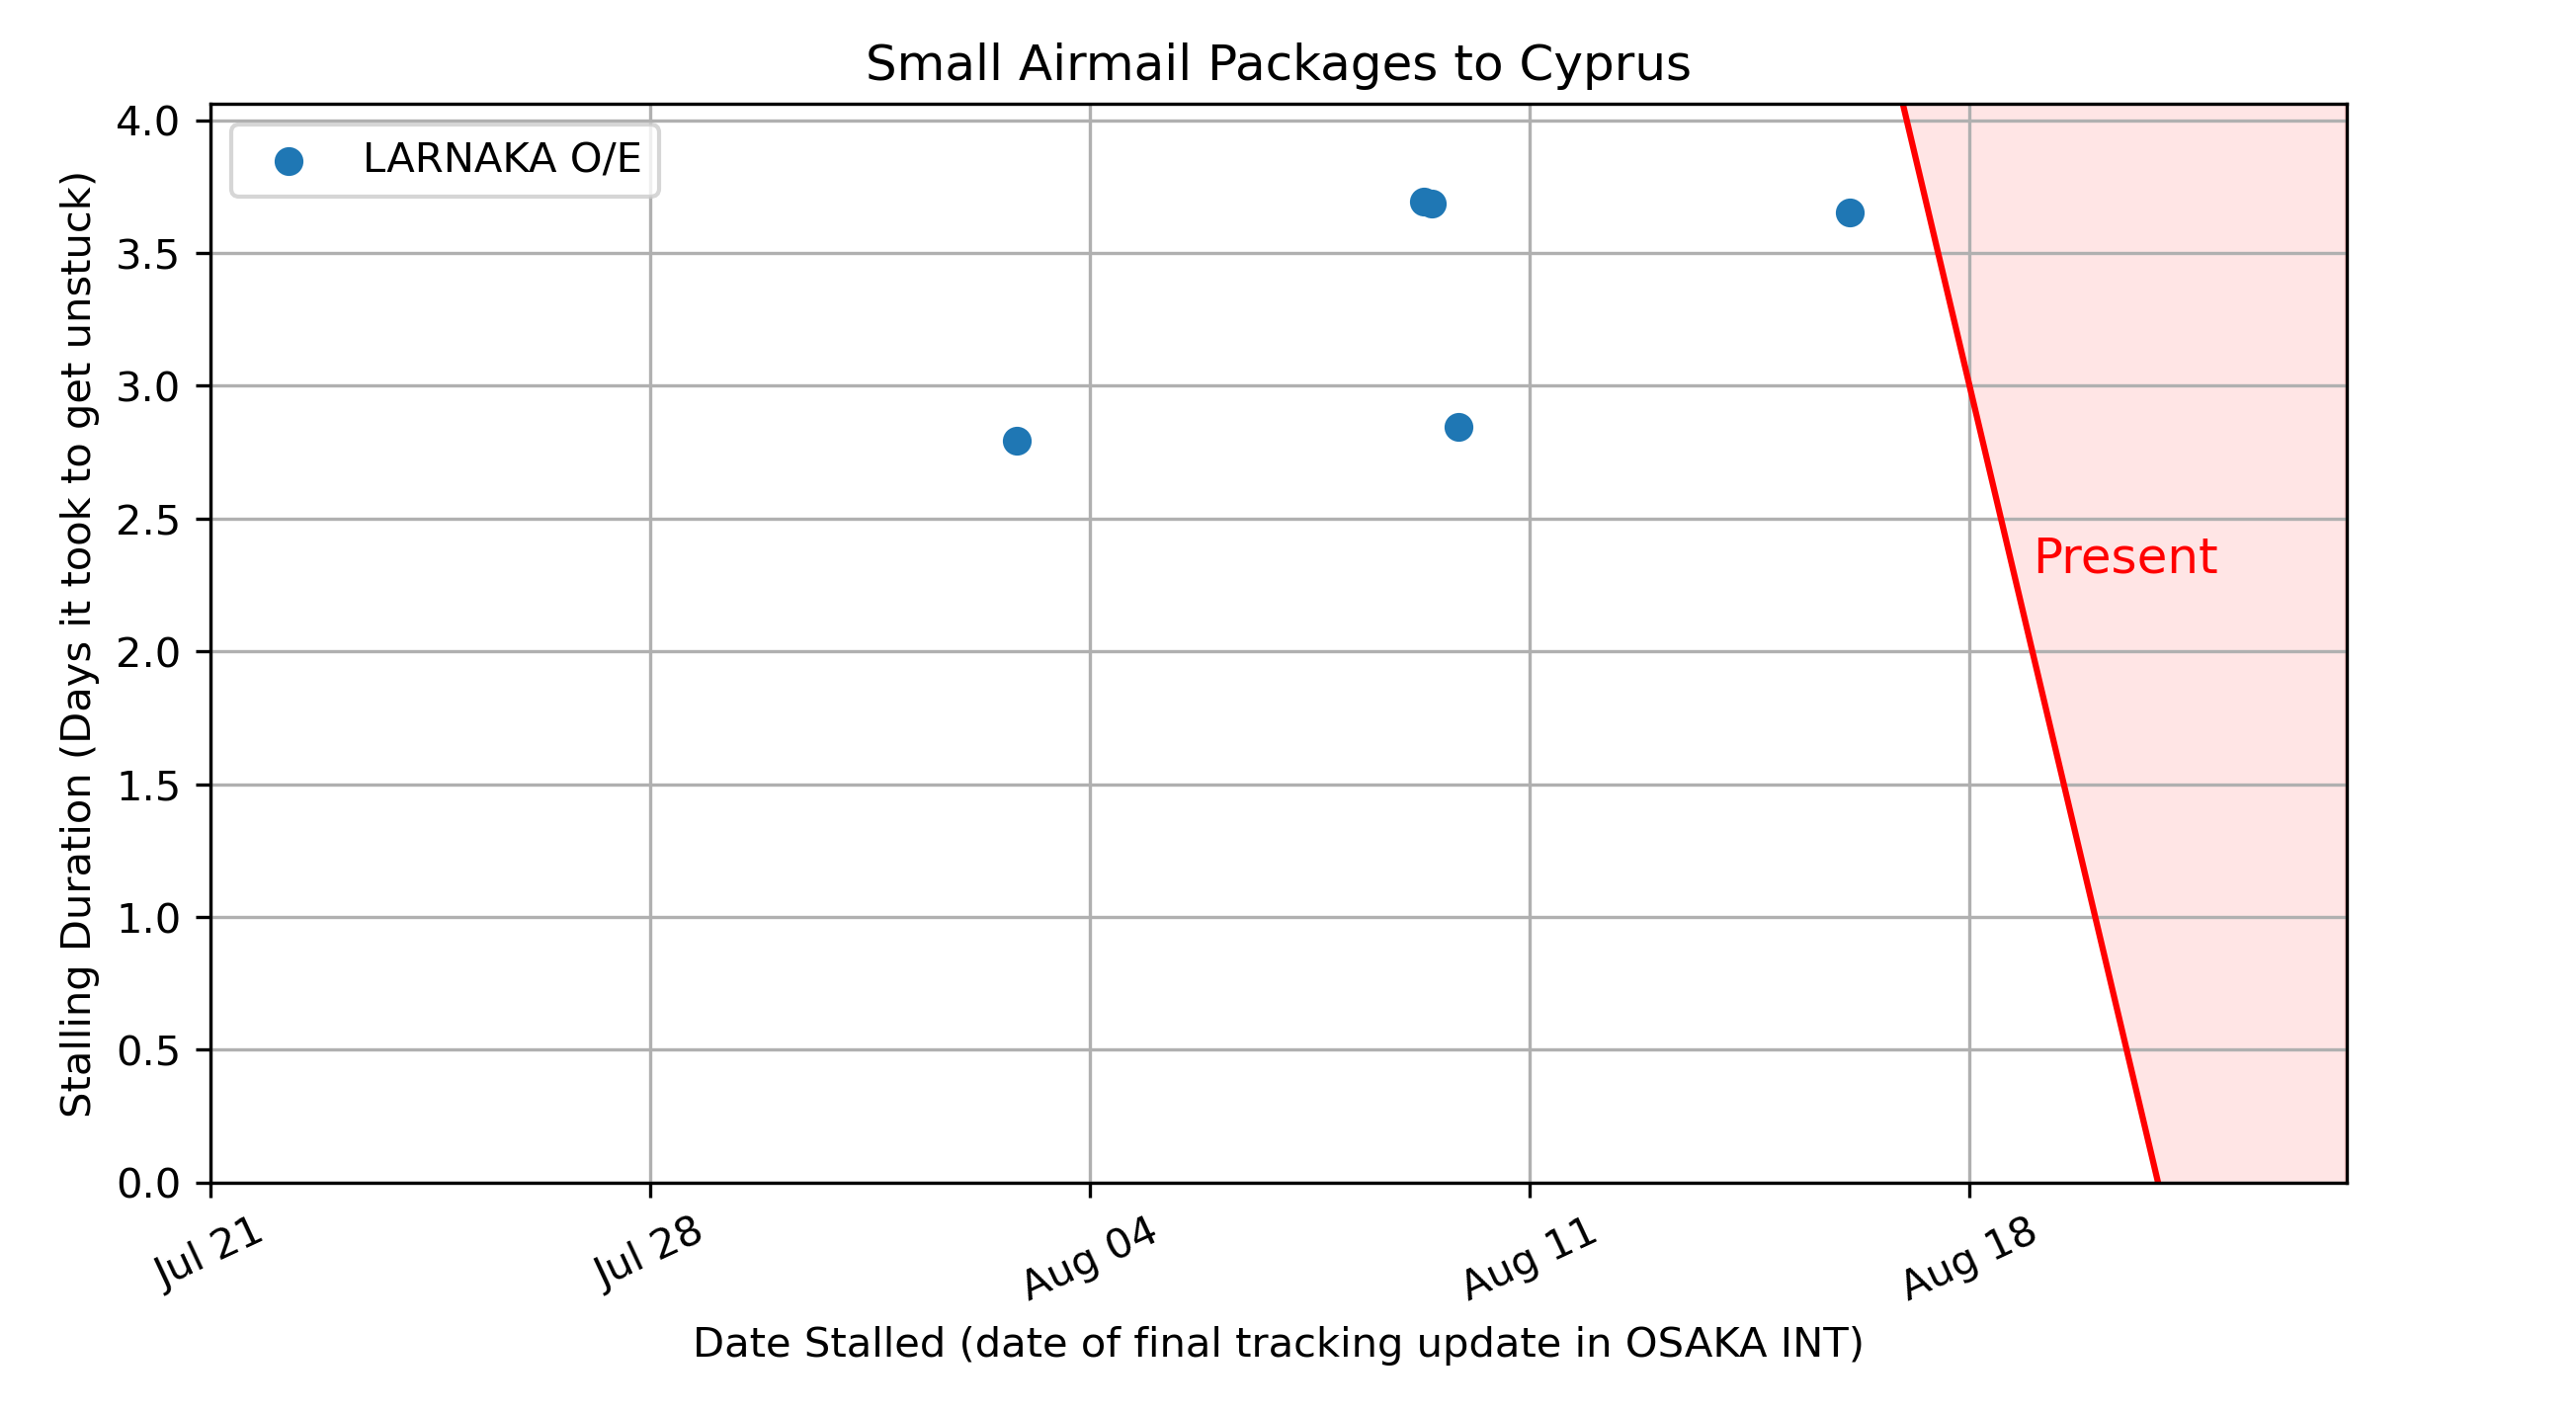 Small Airmail Packages to Cyprus
LARNAKA O/E
Stalling Duration (Days it took to get unstuck)
4.0
3.5
3.0
2.5
2.0
1.5
1.0
0.5
0.0
Present
Jul 21
Jul 28
Aug 04
Aug 11
Aug 18
Date Stalled (date of final tracking update in OSAKA INT)